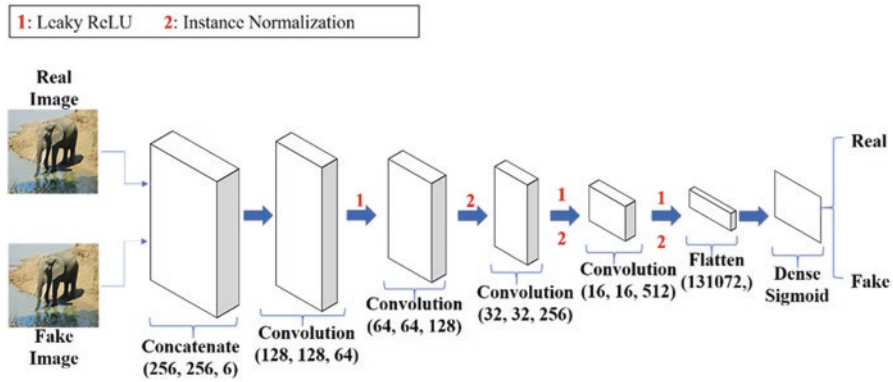 1: Leaky ReLU 2: Instance Normalization
Real
Image
Fake
Image
Concatenate
(256, 256, 6)
Convolution
(128, 128, 64)
1
Convolution
(64, 64, 128)
2
Convolution
(32, 32, 256)
1
2
Convolution
(16, 16, 512)
1
2
Flatten
(131072,)
Dense
Sigmoid
Real
Fake